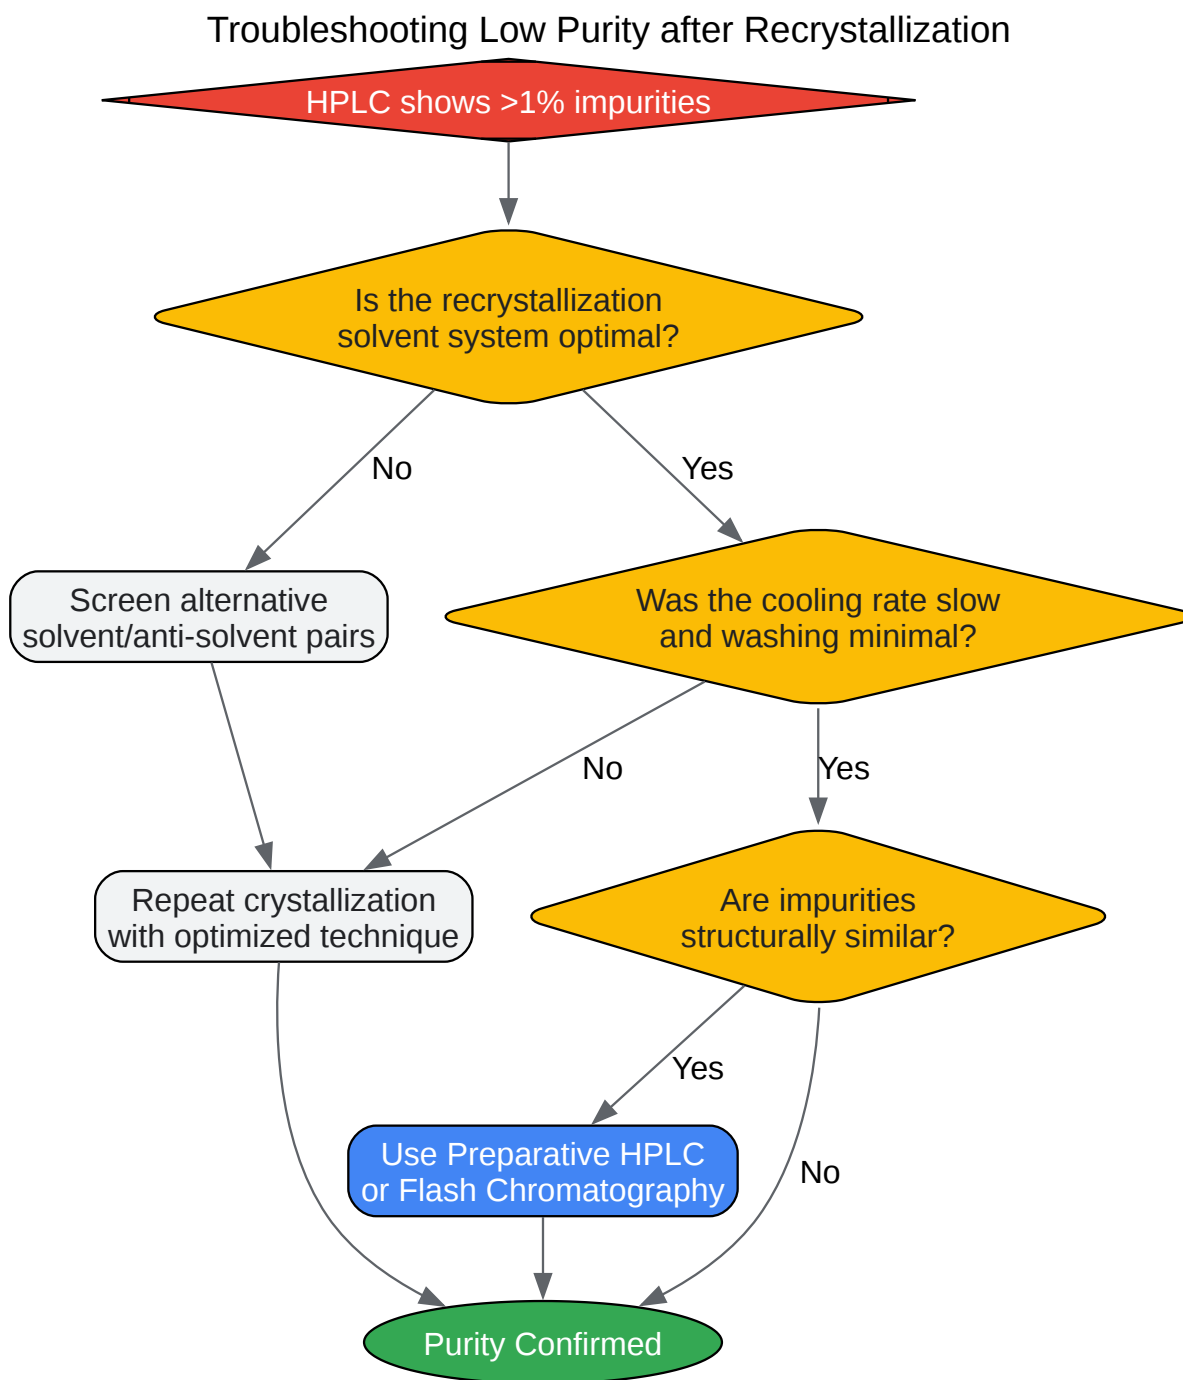 Troubleshooting Low Purity after Recrystallization
HPLC shows >1% impurities
Is the recrystallization
solvent system optimal?
No
Yes
Screen alternative
solvent/anti-solvent pairs
Was the cooling rate slow
and washing minimal?
No
Yes
Repeat crystallization
with optimized technique
Are impurities
structurally similar?
Yes
Use Preparative HPLC
or Flash Chromatography
No
Purity Confirmed